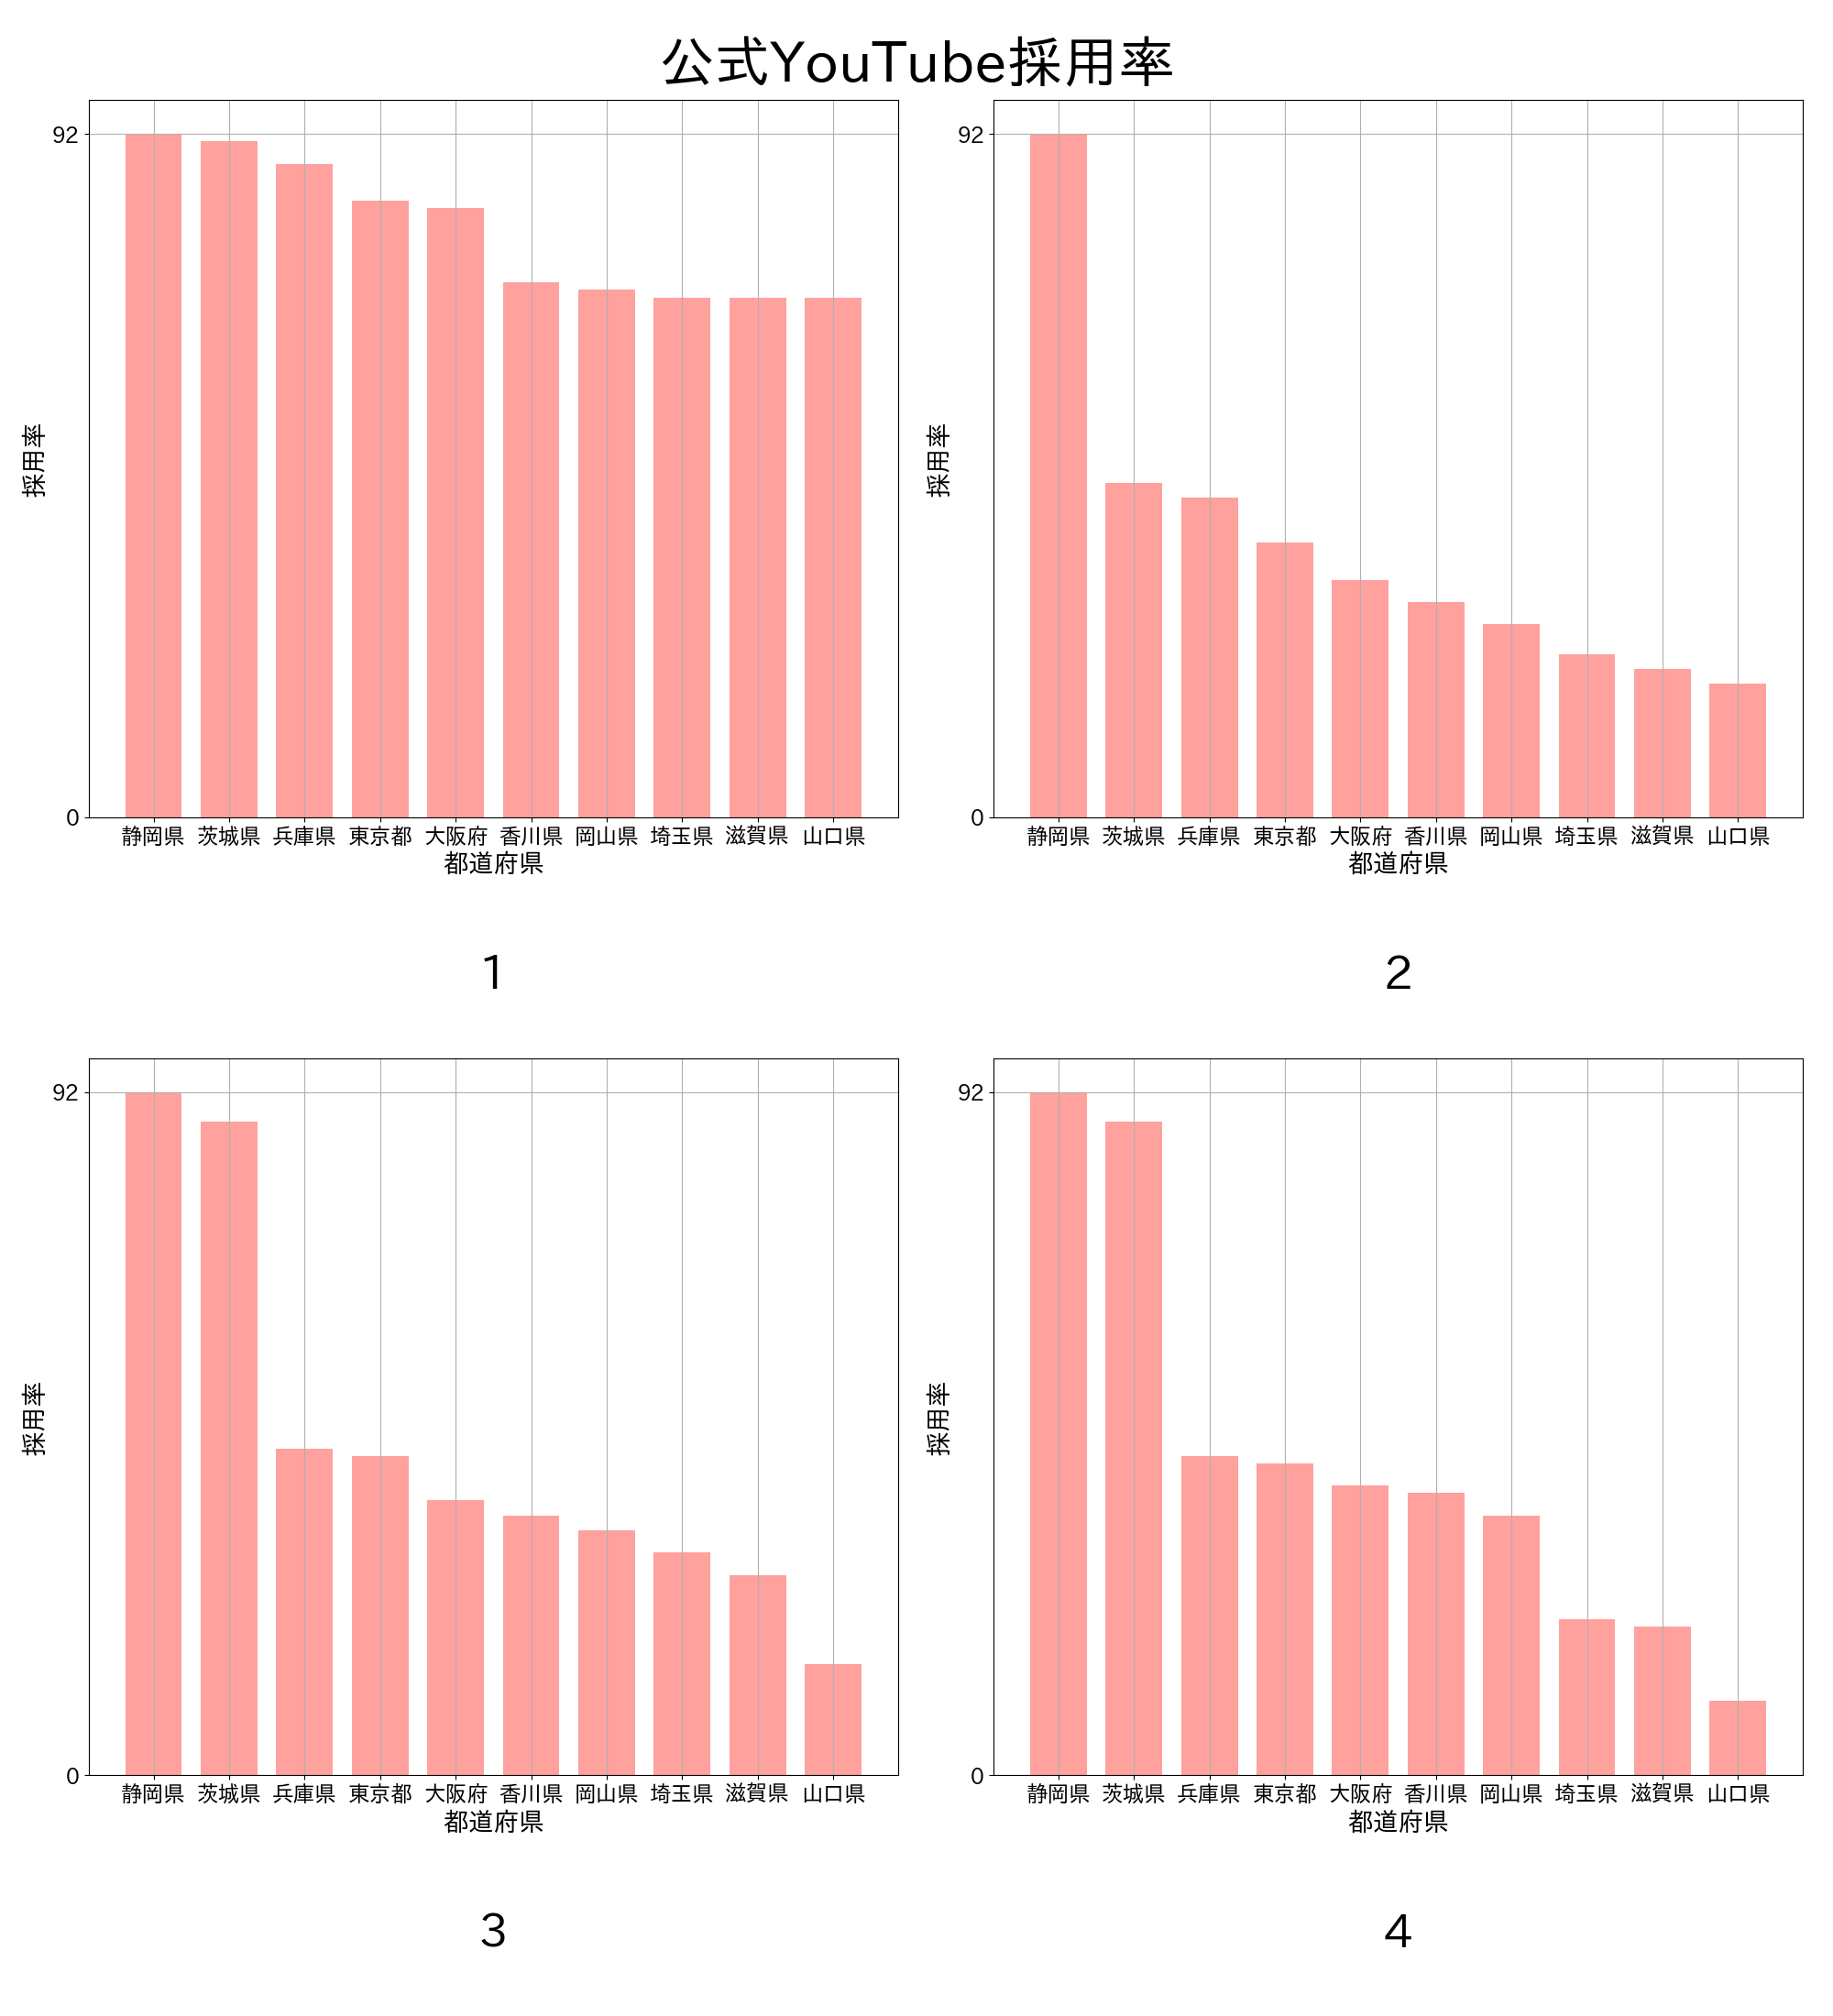 公式YouTube採用率
92
0
採用率
静岡県 茨城県 兵庫県 東京都 大阪府 香川県 岡山県 埼玉県 滋賀県 山口県
都道府県
1
92
0
採用率
静岡県 茨城県 兵庫県 東京都 大阪府 香川県 岡山県 埼玉県 滋賀県 山口県
都道府県
2
92
0
採用率
静岡県 茨城県 兵庫県 東京都 大阪府 香川県 岡山県 埼玉県 滋賀県 山口県
都道府県
3
92
0
採用率
静岡県 茨城県 兵庫県 東京都 大阪府 香川県 岡山県 埼玉県 滋賀県 山口県
都道府県
4